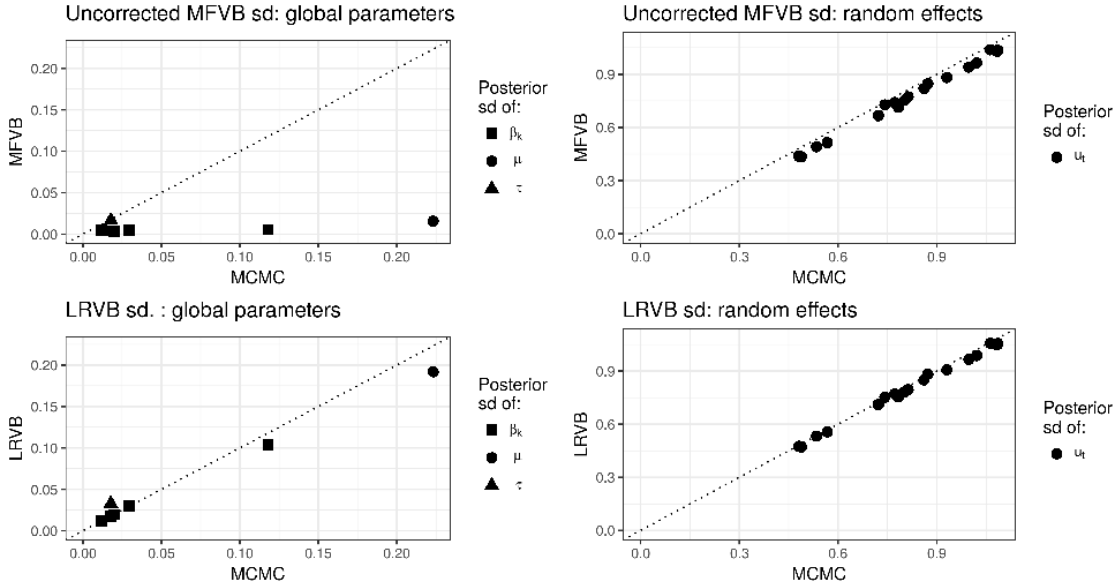 Uncorrected MFVB sd: global parameters
MFVB
0.20
0.15
0.10
0.05
0.00
0.00 0.05 0.10 0.15 0.20
MCMC
Posterior
sd of:
βk
μ
τ
Uncorrected MFVB sd: random effects
MFVB
0.9
0.6
0.3
0.0
0.0 0.3 0.6 0.9
MCMC
Posterior
sd of:
ut
LRVB sd. : global parameters
LRVB
0.20
0.15
0.10
0.05
0.00
0.00 0.05 0.10 0.15 0.20
MCMC
Posterior
sd of:
βk
μ
τ
LRVB sd: random effects
LRVB
0.9
0.6
0.3
0.0
0.0 0.3 0.6 0.9
MCMC
Posterior
sd of:
ut